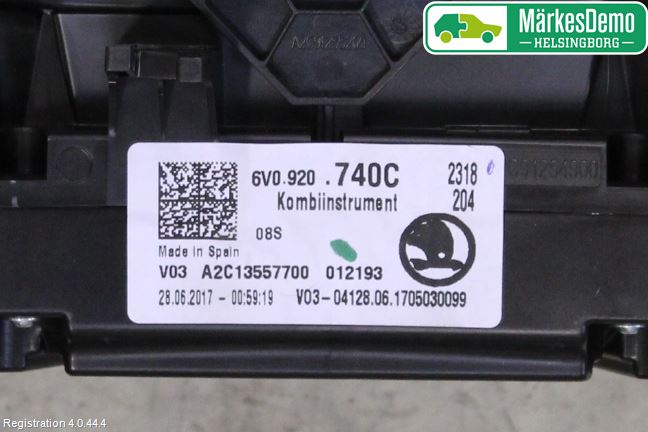 MärkesDemo
HELSINGBORG
6V0.920 .740C 2318
Kombiinstrument 204
08S
Made in Spain
V03 A2C13557700 012193
28.06.2017 - 00:59:19 V03-04128.06.1705030099
Registration 4.0.44.4